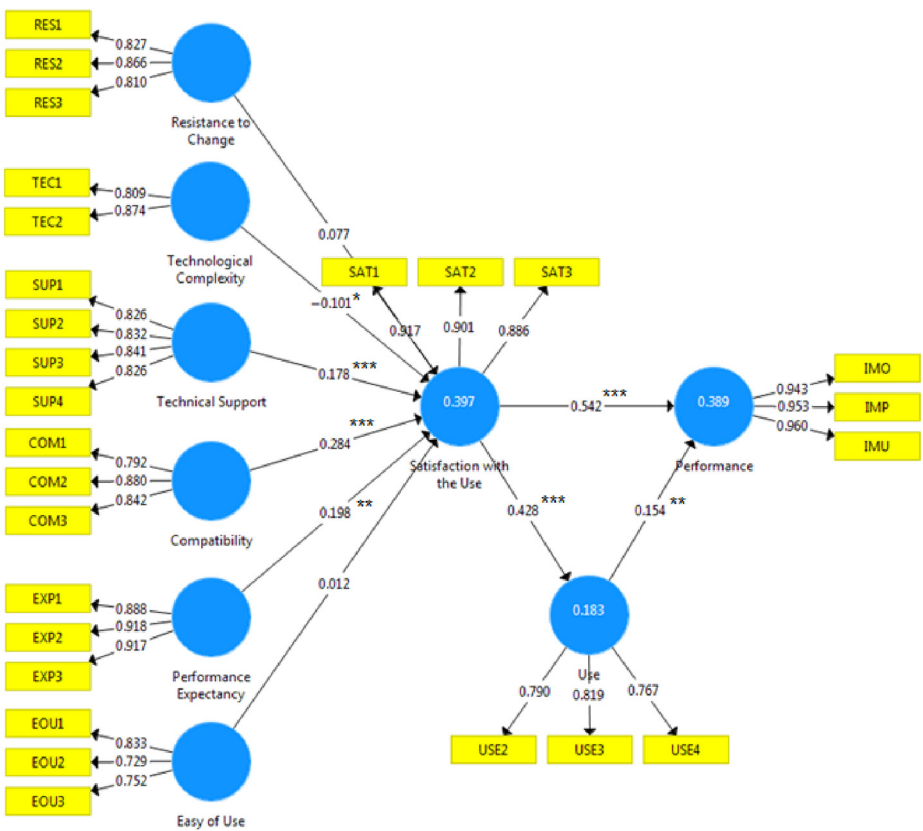 RES1
0.827
RES2
0.866
0.810
RES3
Resistance to
Change
TEC1
0.809
TEC2
0.874
Technological
Complexity
0.077
SAT1
SAT2
SAT3
−0.101*
0.917
0.901
0.886
SUP1
0.826
SUP2
0.832
0.841
SUP3
0.826
SUP4
Technical Support
0.178 ***
0.397
Satisfaction with
the Use
0.542 ***
0.389
Performance
0.943
IMO
0.953
IMP
0.960
IMU
COM1
0.792
COM2
0.880
0.842
COM3
Compatibility
***
0.284
0.198 **
0.428 ***
0.154 **
EXP1
0.888
EXP2
0.918
0.917
EXP3
Performance
Expectancy
0.012
0.183
Use
0.790
0.819
0.767
USE2
USE3
USE4
EOU1
0.833
EOU2
0.729
0.752
EOU3
Easy of Use